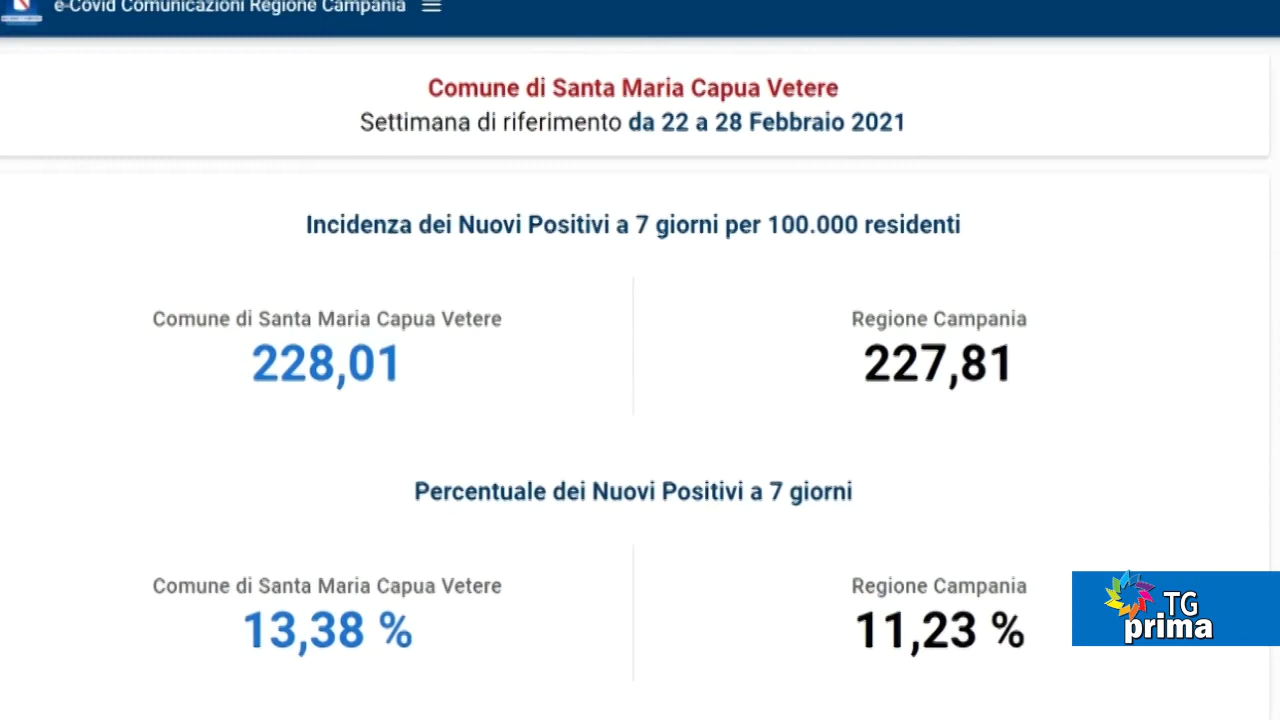 e-Covid Comunicazioni Regione Campania
Comune di Santa Maria Capua Vetere
Settimana di riferimento da 22 a 28 Febbraio 2021
Incidenza dei Nuovi Positivi a 7 giorni per 100.000 residenti
Comune di Santa Maria Capua Vetere
228,01
Regione Campania
227,81
Percentuale dei Nuovi Positivi a 7 giorni
Comune di Santa Maria Capua Vetere
13,38 %
Regione Campania
11,23 %
TG
prima